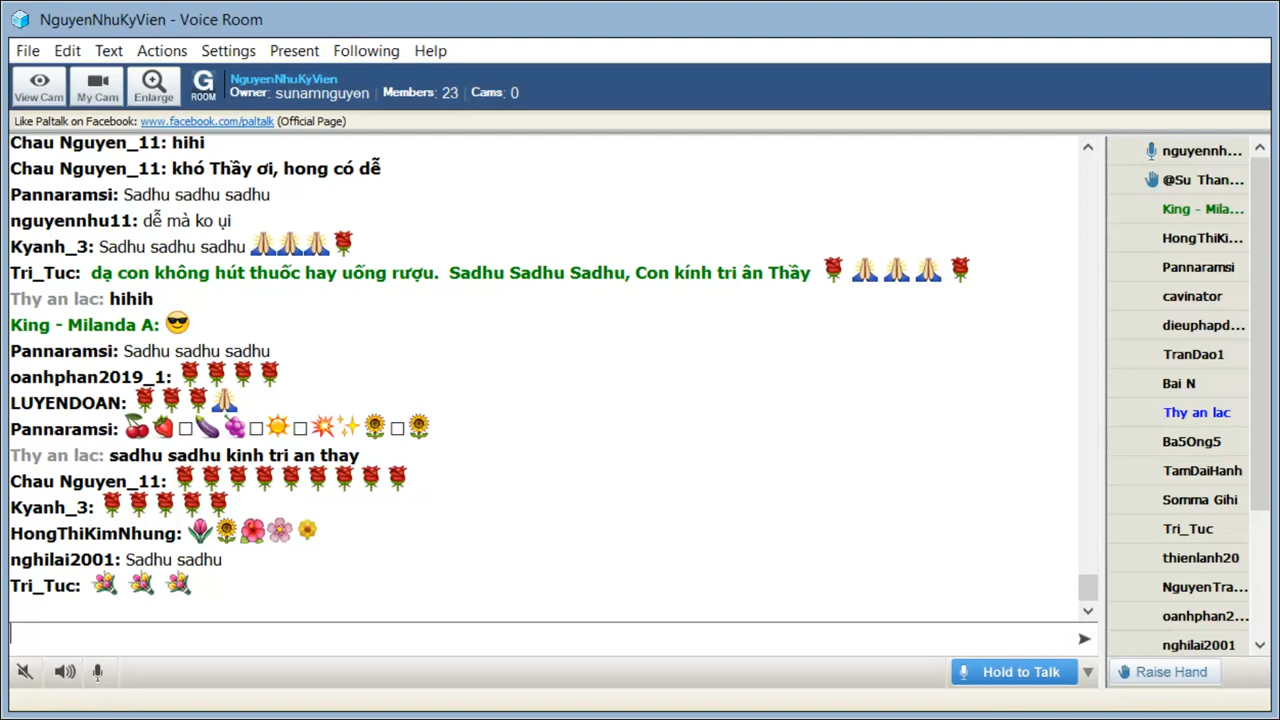 NguyenNhuKyVien - Voice Room
File Edit Text Actions Settings Present Following Help
View Cam My Cam Enlarge G ROOM
NguyenNhuKyVien
Owner: sunamnguyen | Members: 23 | Cams: 0
Like Paltalk on Facebook: www.facebook.com/paltalk (Official Page)
Chau Nguyen_11: hihi
Chau Nguyen_11: khó Thầy ơi, hong có dễ
Pannaramsi: Sadhu sadhu sadhu
nguyennhu11: dễ mà ko ụi
Kyanh_3: Sadhu sadhu sadhu 🙏🙏🙏🌹
Tri_Tuc: dạ con không hút thuốc hay uống rượu. Sadhu Sadhu Sadhu, Con kính tri ân Thầy 🌹🙏🙏🙏🌹
Thy an lac: hihih
King - Milanda A: 😎
Pannaramsi: Sadhu sadhu sadhu
oanhphan2019_1: 🌹🌹🌹🌹
LUYENDOAN: 🌹🌹🌹🙏
Pannaramsi: 🍒🍓□🍆🍇□☀□💥✨🌻□🌻
Thy an lac: sadhu sadhu kinh tri an thay
Chau Nguyen_11: 🌹🌹🌹🌹🌹🌹🌹🌹🌹
Kyanh_3: 🌹🌹🌹🌹🌹
HongThiKimNhung: 🌷🌻🌺🌸🌼
nghilai2001: Sadhu sadhu
Tri_Tuc: 💐 💐 💐
Hold to Talk
nguyennh...
@Su Than...
King - Mila...
HongThiKi...
Pannaramsi
cavinator
dieuphapd...
TranDao1
Bai N
Thy an lac
Ba5Ong5
TamDaiHanh
Somma Gihi
Tri_Tuc
thienlanh20
NguyenTra...
oanhphan2...
nghilai2001
Raise Hand